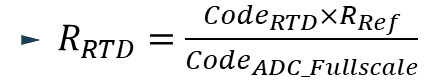 ► R_RTD = (Code_RTD × R_Ref) / Code_ADC_Fullscale